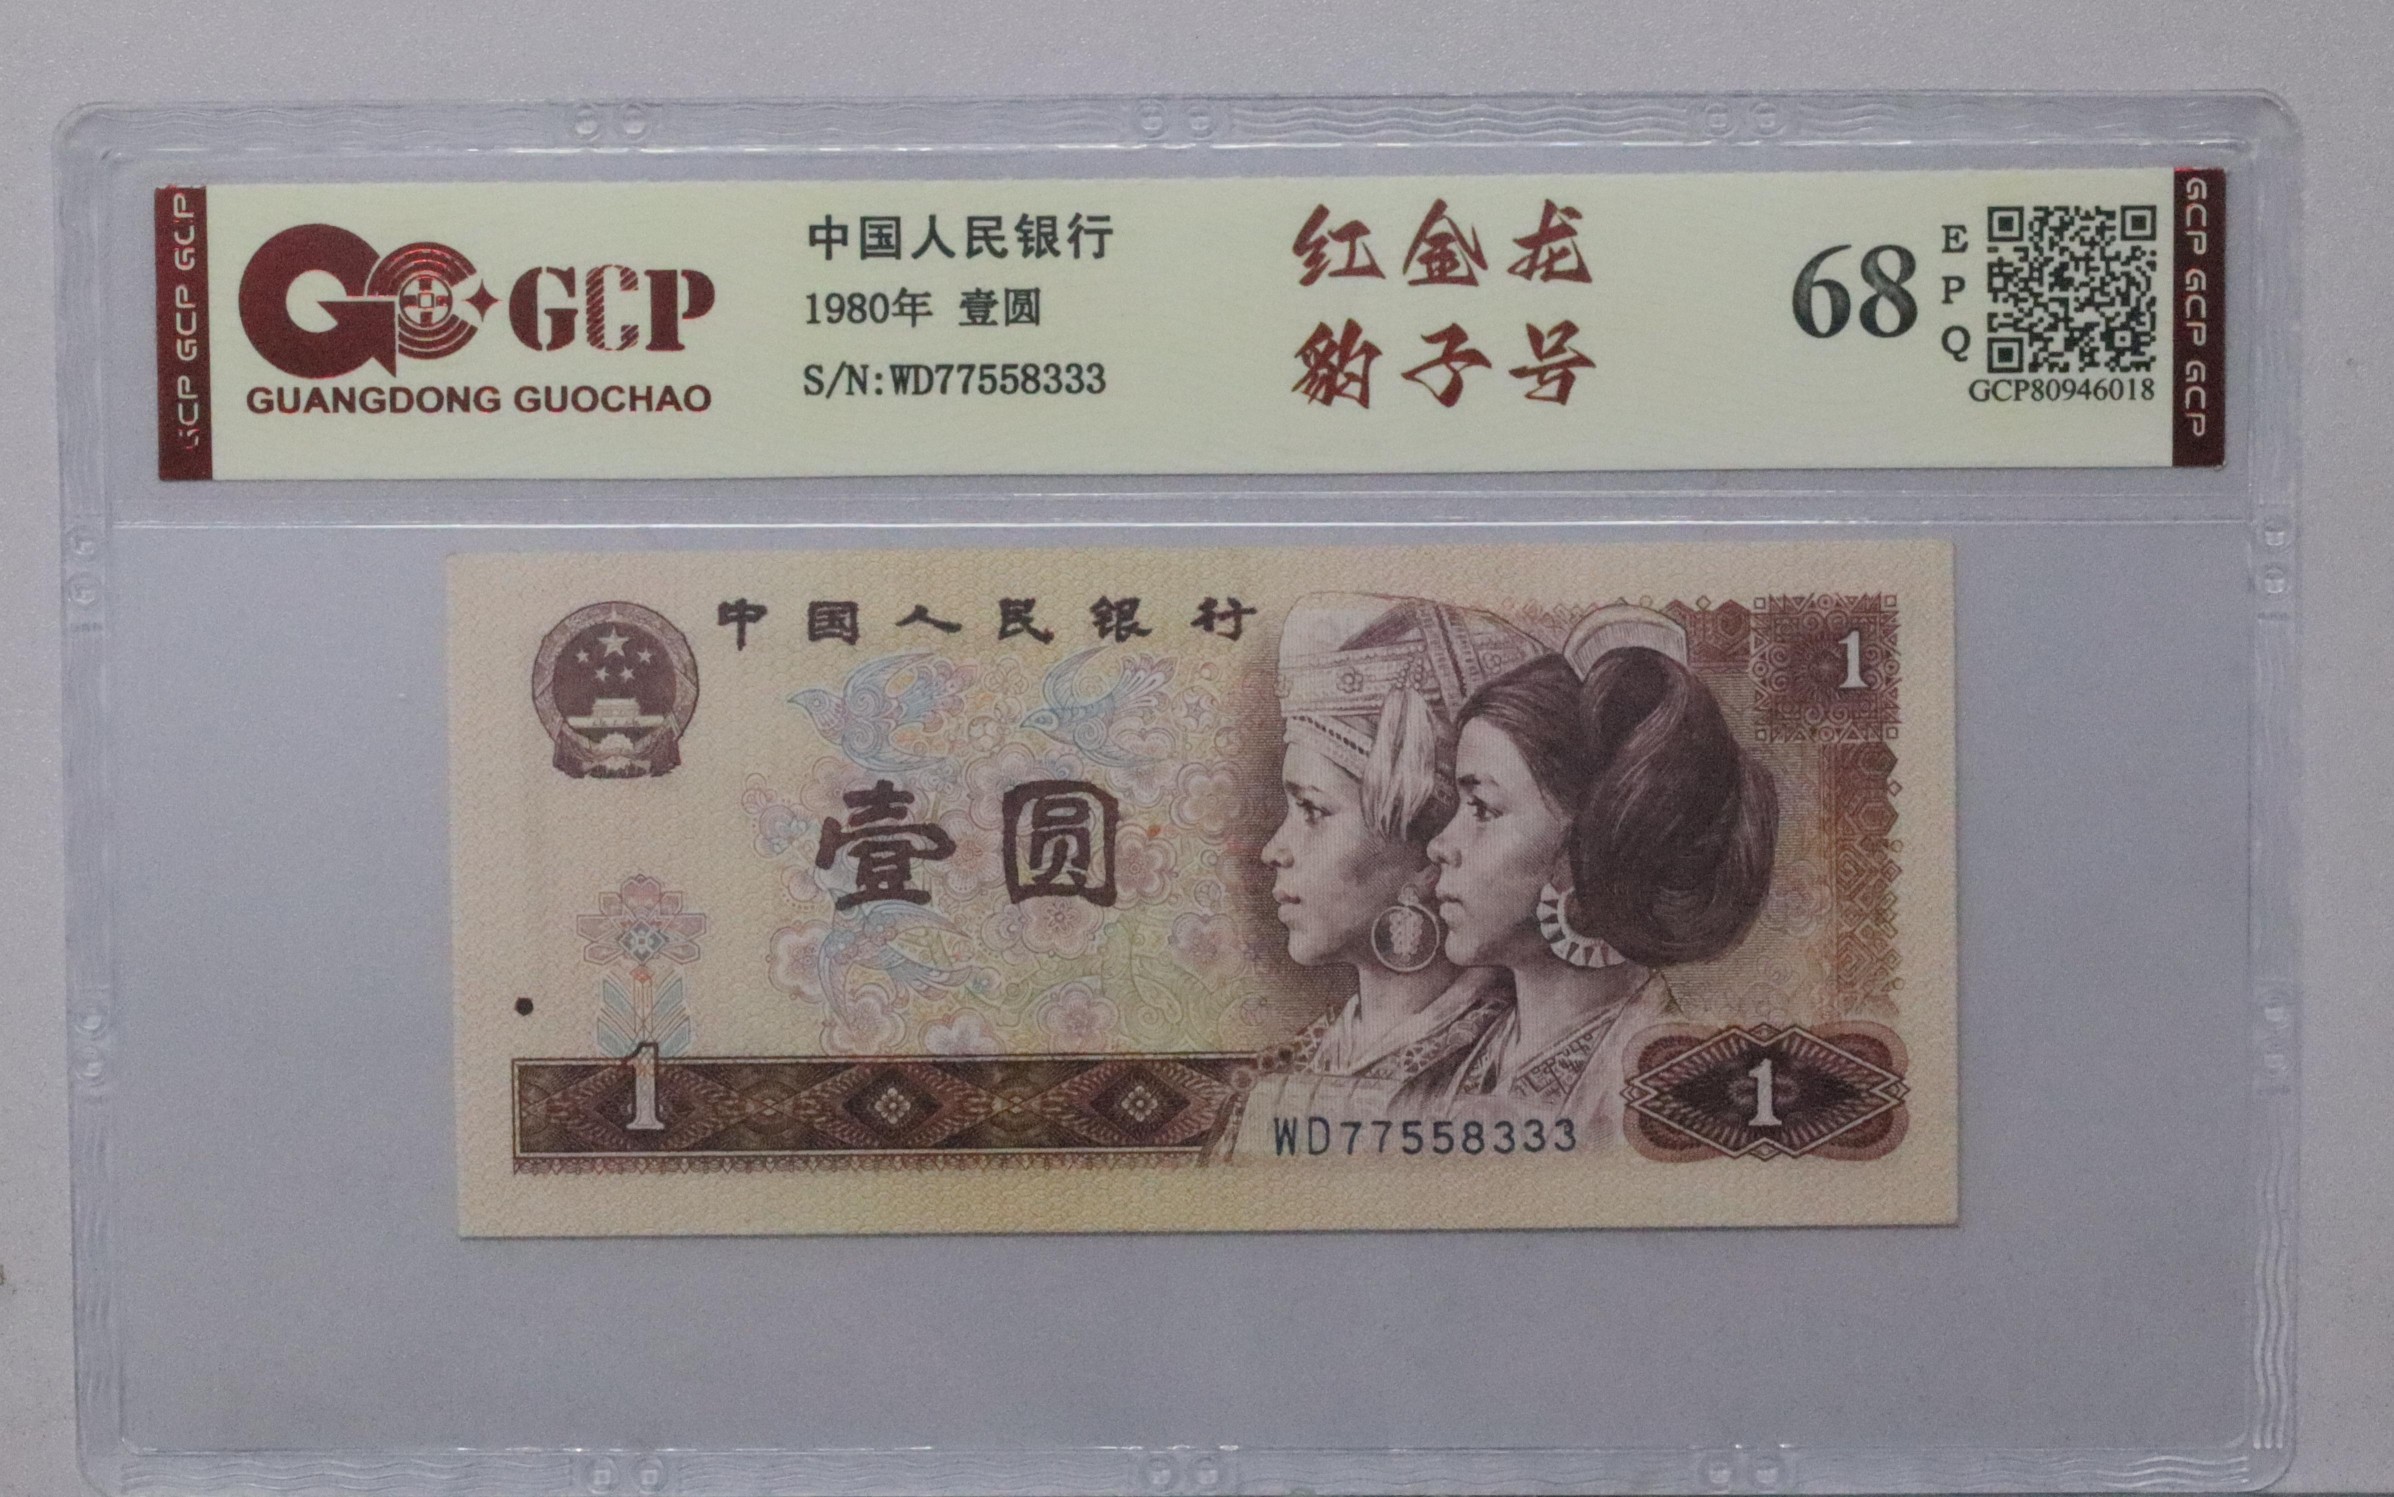 GCP GCP GCP
GCP
GUANGDONG GUOCHAO
中国人民银行
1980年 壹圆
S/N:WD77558333
红金龙
豹子号
68
E
P
Q
GCP80946018
GCP GCP GCP
中国人民银行
1
壹圆
1
1
WD77558333